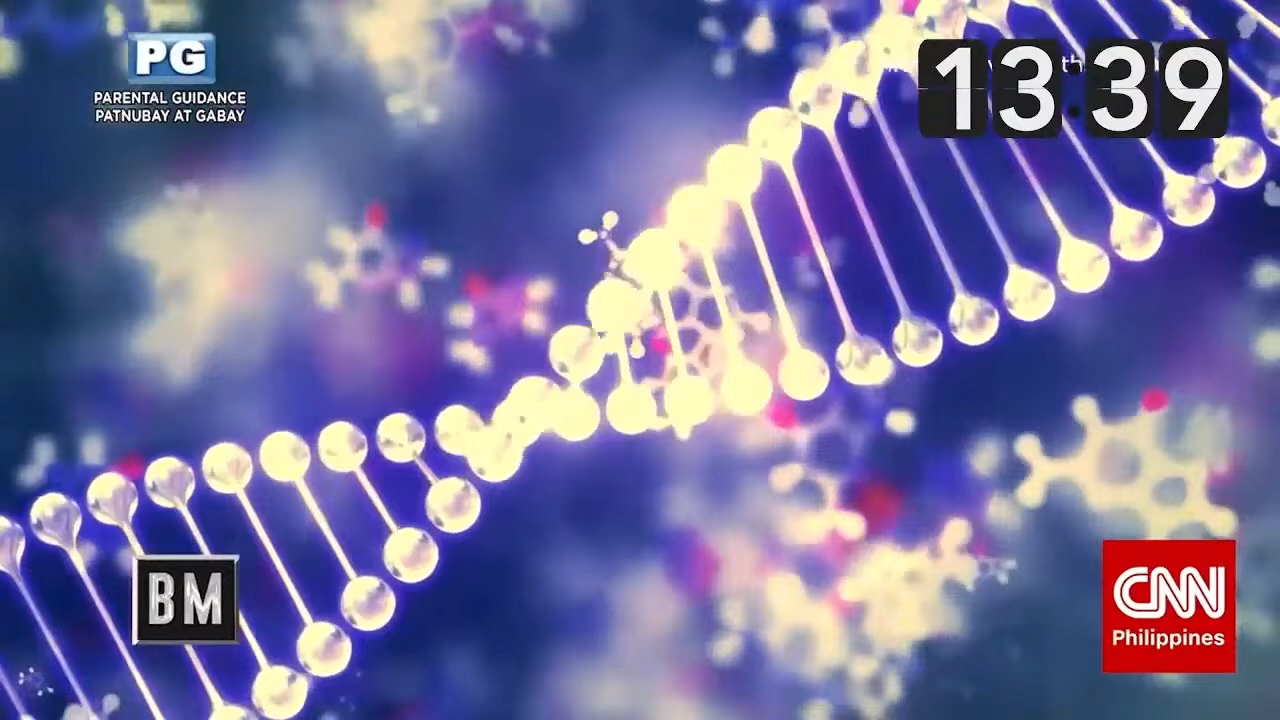 PG
PARENTAL GUIDANCE
PATNUBAY AT GABAY
13:39
BM
CNN
Philippines